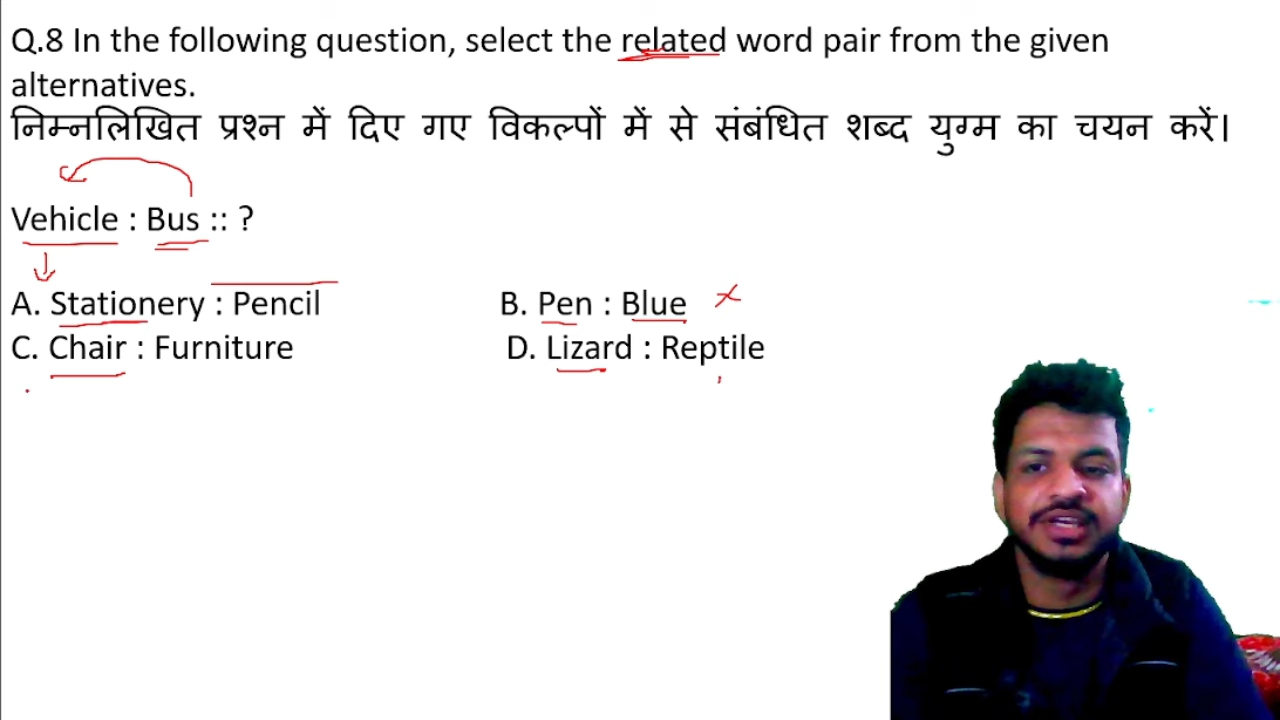 Q.8 In the following question, select the related word pair from the given
alternatives.
निम्नलिखित प्रश्न में दिए गए विकल्पों में से संबंधित शब्द युग्म का चयन करें।
Vehicle : Bus :: ?
A. Stationery : Pencil B. Pen : Blue
C. Chair : Furniture D. Lizard : Reptile